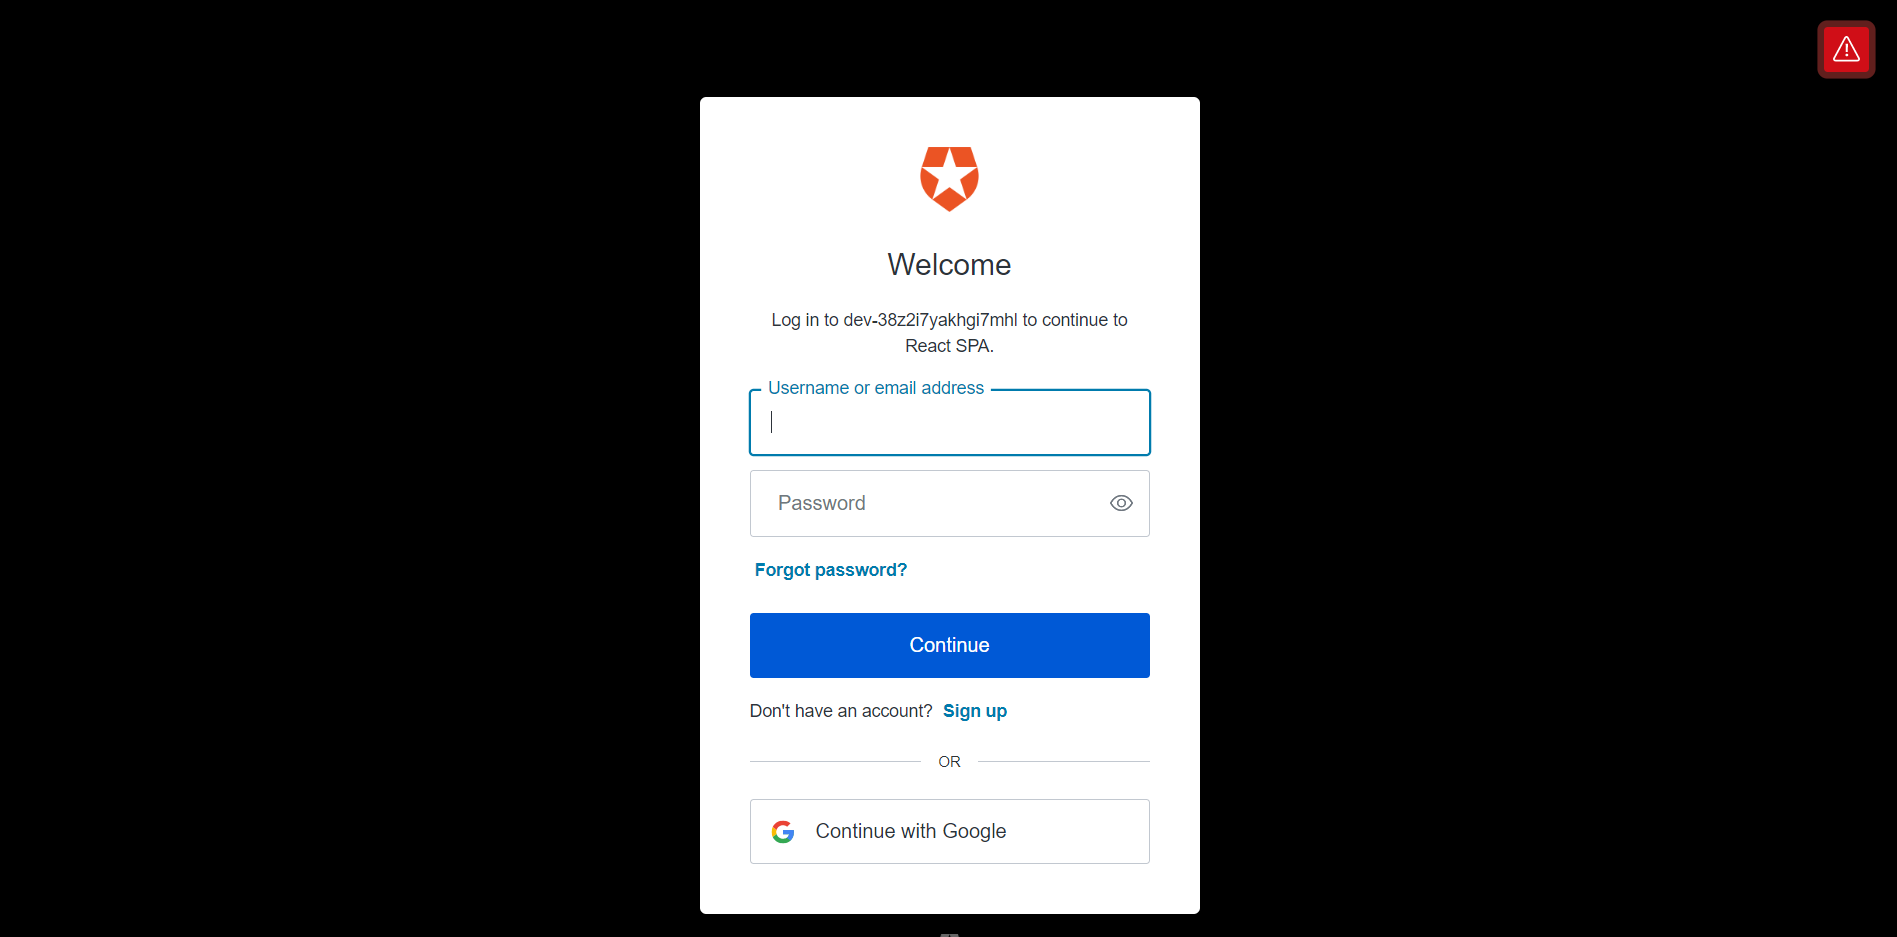 Welcome
Log in to dev-38z2i7yakhgi7mhl to continue to
React SPA.
Username or email address
Password
Forgot password?
Continue
Don't have an account? Sign up
OR
Continue with Google